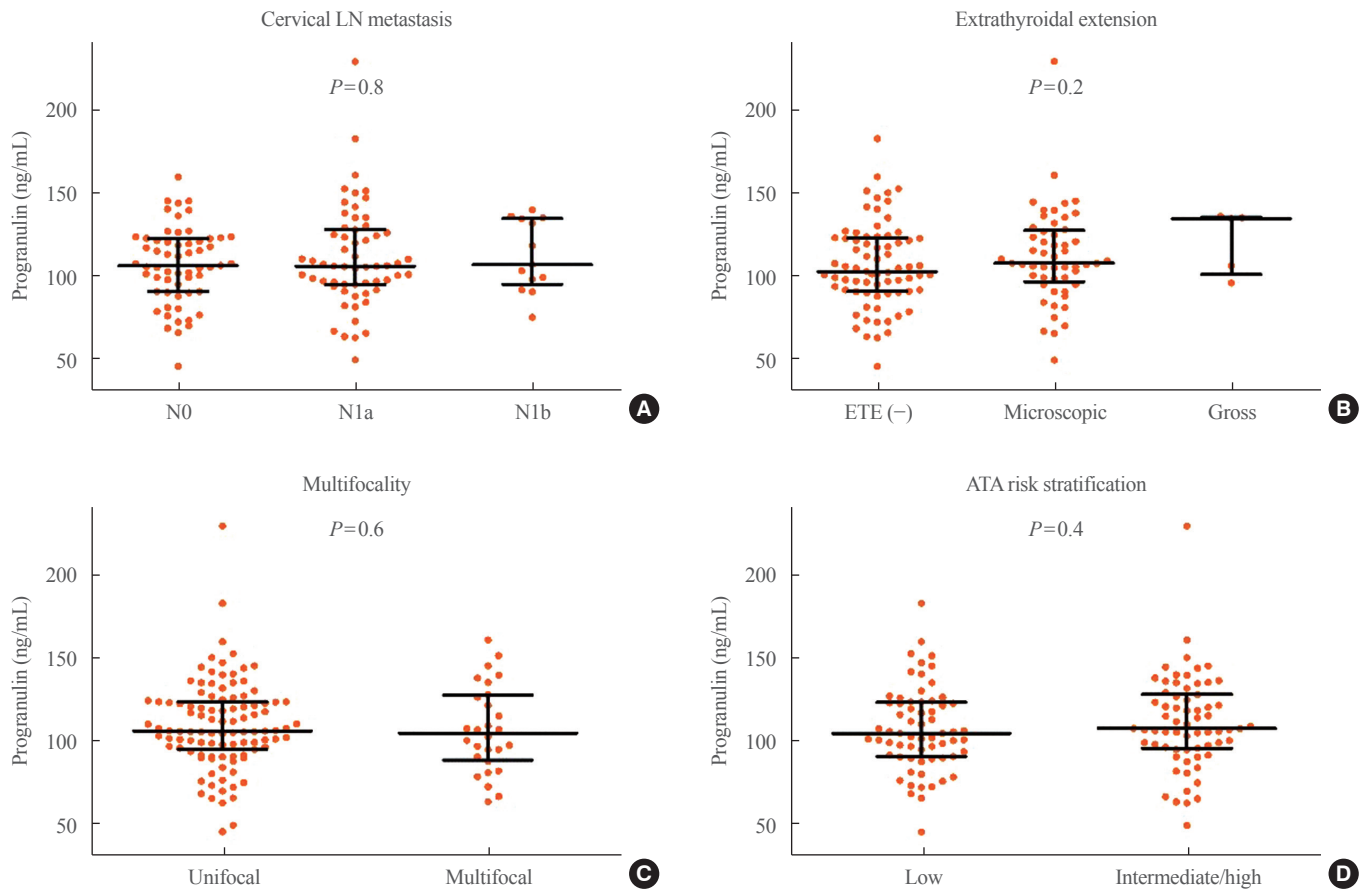 Cervical LN metastasis
P=0.8
Progranulin (ng/mL)
200
150
100
50
N0
N1a
N1b
A
Extrathyroidal extension
P=0.2
Progranulin (ng/mL)
200
150
100
50
ETE (−)
Microscopic
Gross
B
Multifocality
P=0.6
Progranulin (ng/mL)
200
150
100
50
Unifocal
Multifocal
C
ATA risk stratification
P=0.4
Progranulin (ng/mL)
200
150
100
50
Low
Intermediate/high
D